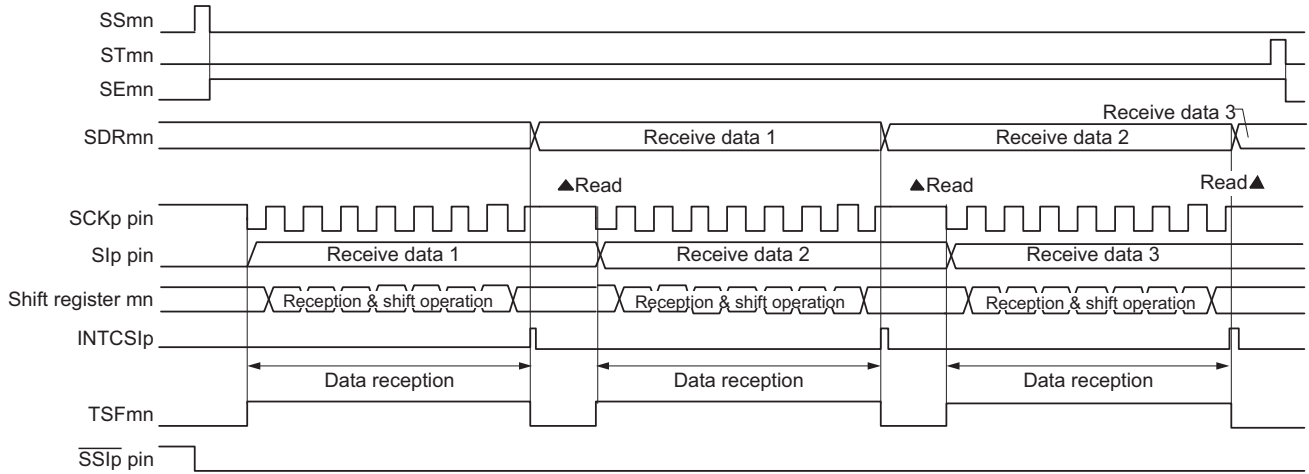 SSmn
STmn
SEmn
Receive data 3
SDRmn Receive data 1 Receive data 2
▲Read ▲Read Read▲
SCKp pin
SIp pin Receive data 1 Receive data 2 Receive data 3
Shift register mn Reception & shift operation Reception & shift operation Reception & shift operation
INTCSIp
Data reception Data reception Data reception
TSFmn
SSIp pin